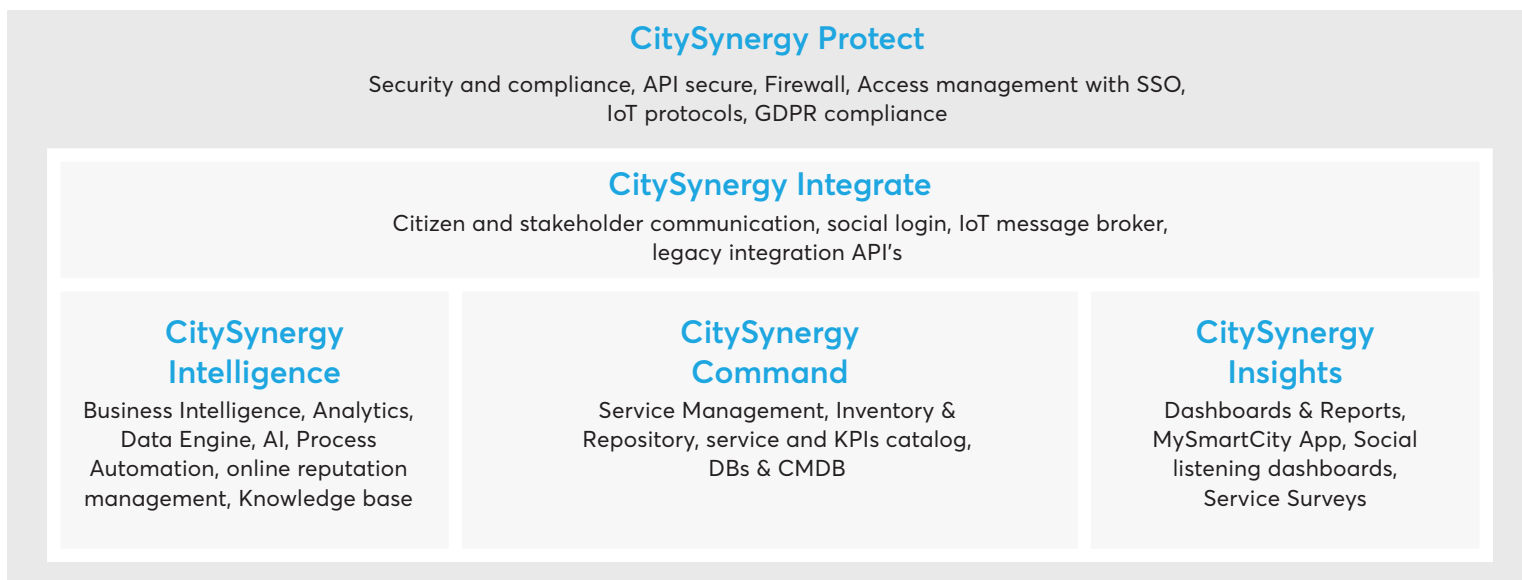 CitySynergy Protect
Security and compliance, API secure, Firewall, Access management with SSO,
IoT protocols, GDPR compliance
CitySynergy Integrate
Citizen and stakeholder communication, social login, IoT message broker,
legacy integration API's
CitySynergy
Intelligence
Business Intelligence, Analytics,
Data Engine, AI, Process
Automation, online reputation
management, Knowledge base
CitySynergy
Command
Service Management, Inventory &
Repository, service and KPIs catalog,
DBs & CMDB
CitySynergy
Insights
Dashboards & Reports,
MySmartCity App, Social
listening dashboards,
Service Surveys